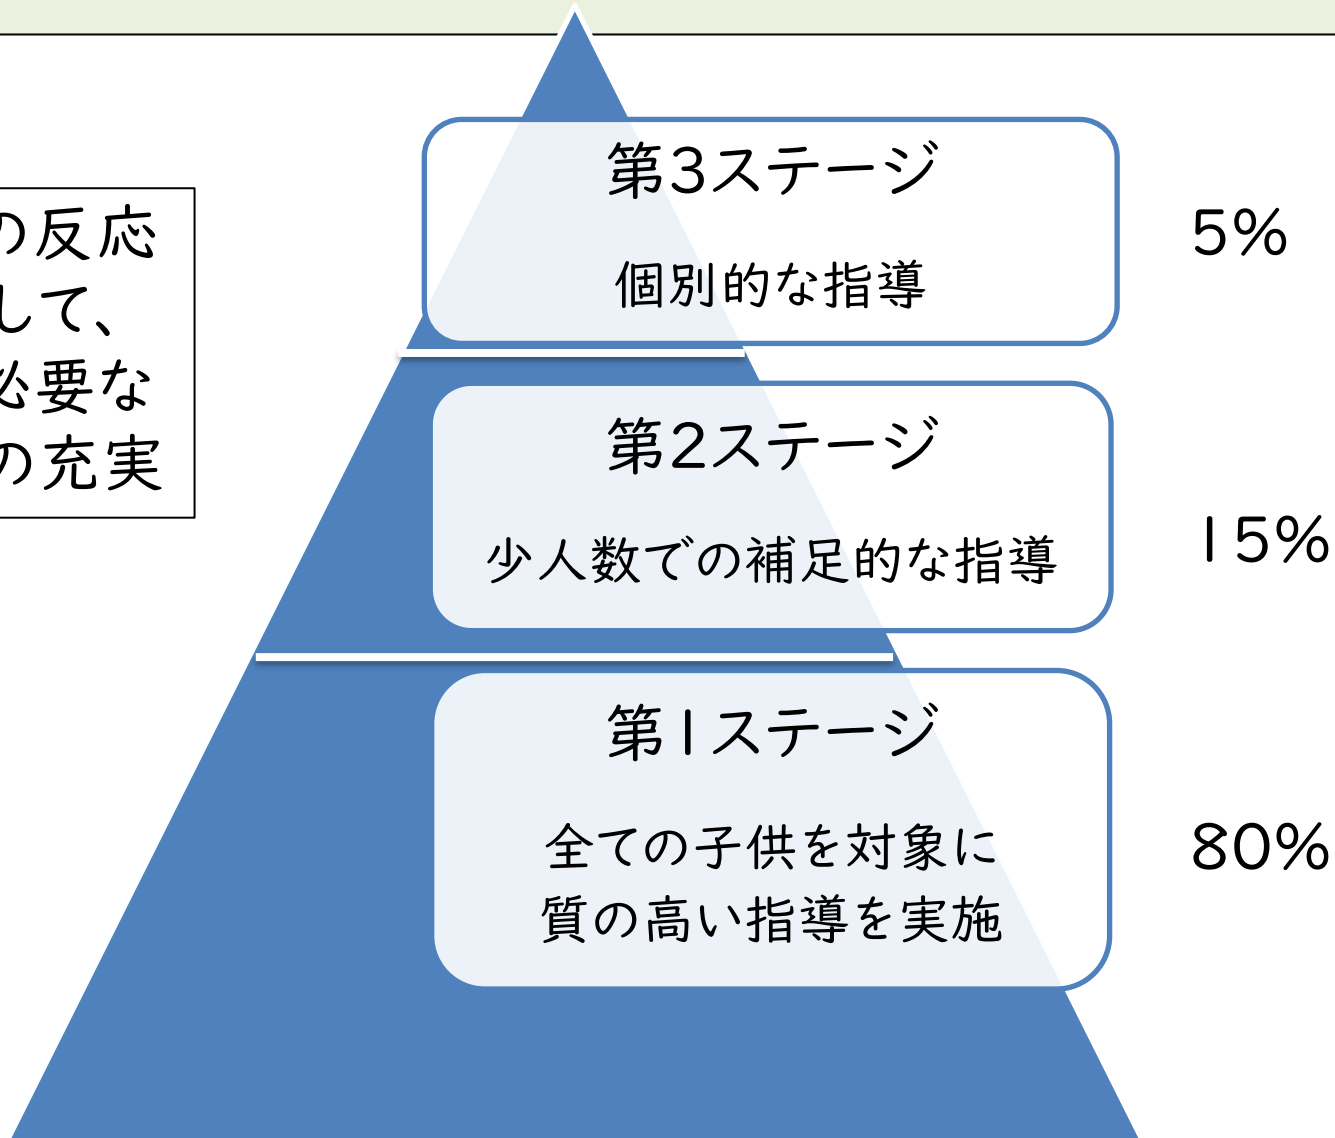 第3ステージ
個別的な指導
5%
の反応
して、
必要な
の充実
第2ステージ
少人数での補足的な指導
15%
第1ステージ
全ての子供を対象に
質の高い指導を実施
80%